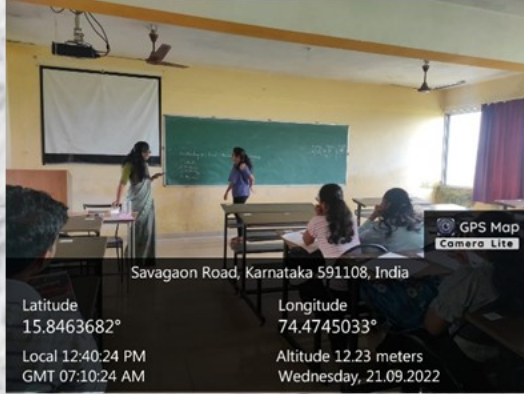 GPS Map
Camera Lite
Savagaon Road, Karnataka 591108, India
Latitude
15.8463682°
Longitude
74.4745033°
Local 12:40:24 PM
GMT 07:10:24 AM
Altitude 12.23 meters
Wednesday, 21.09.2022